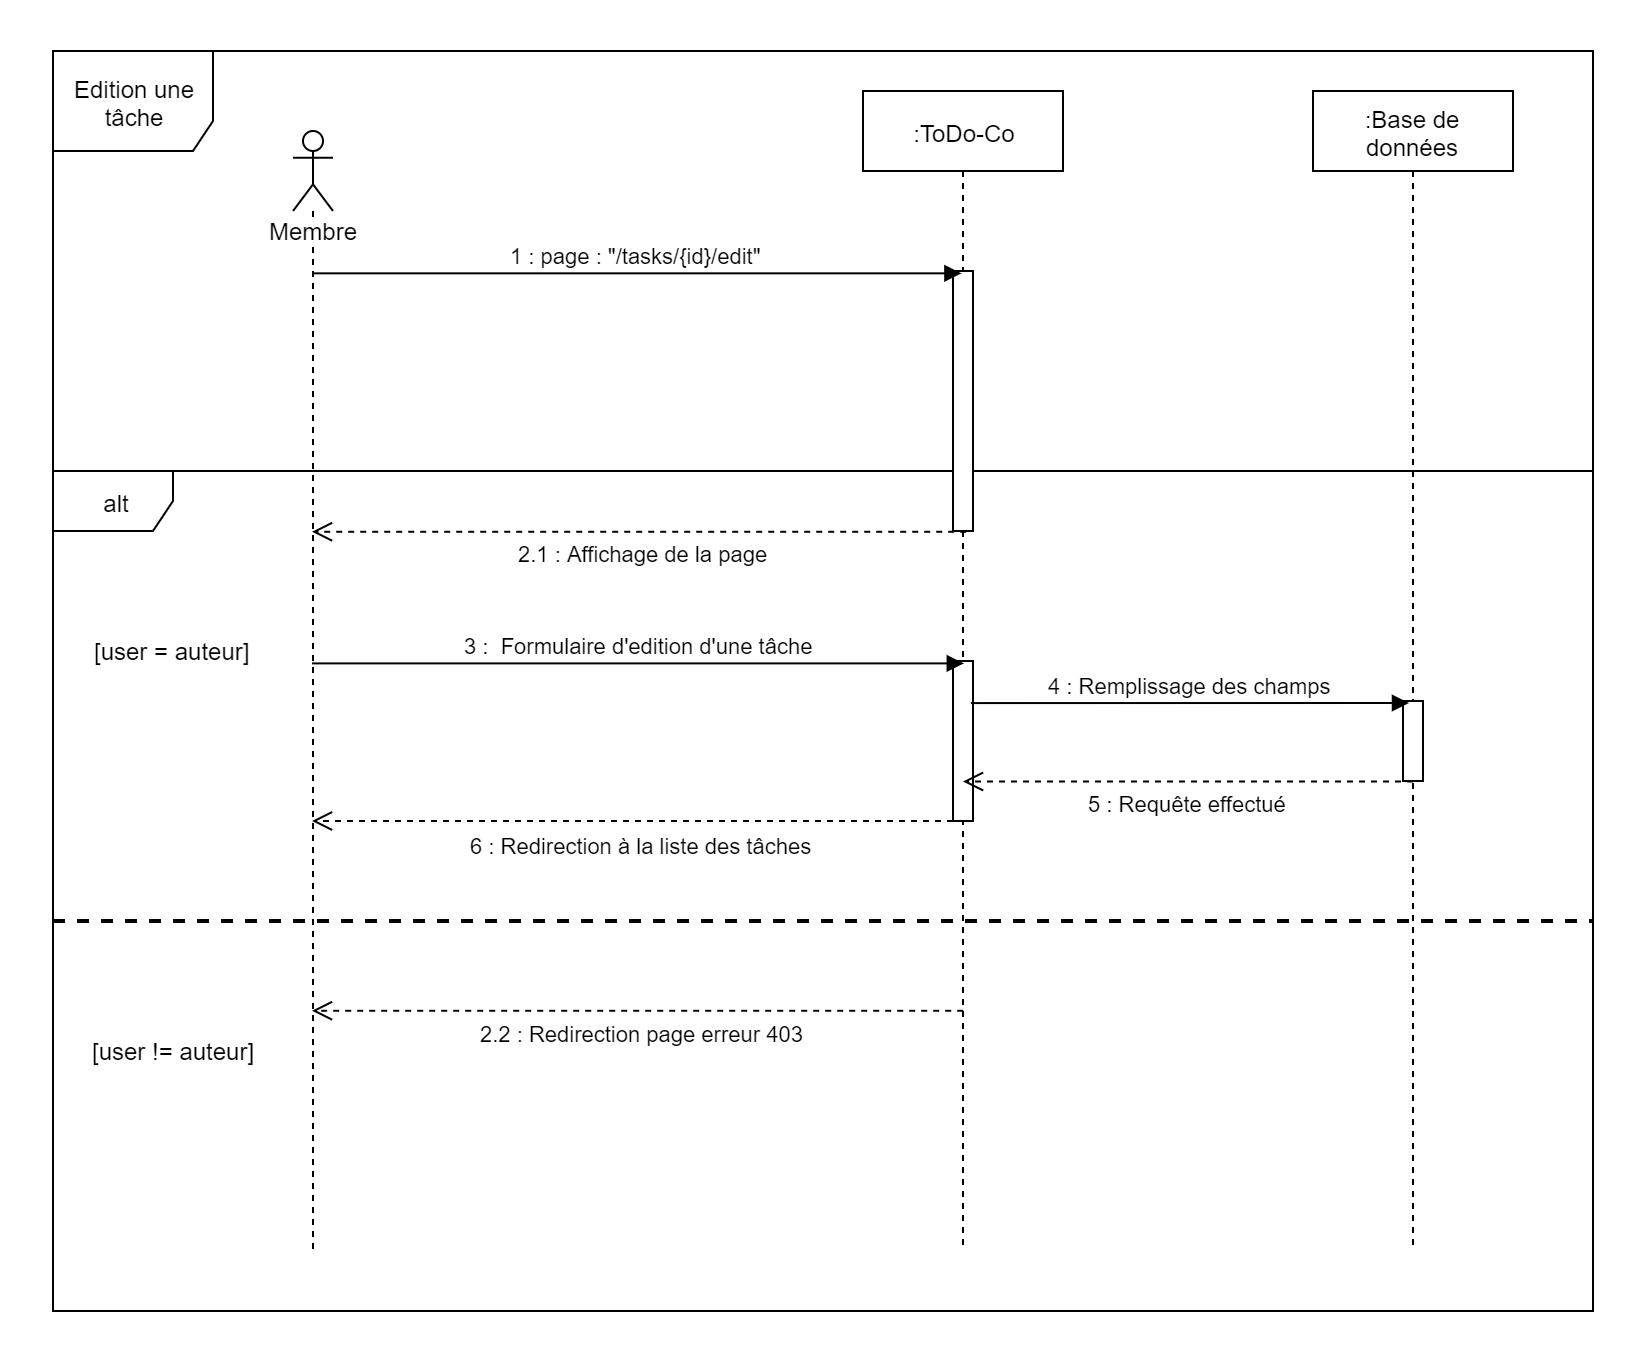 Edition une
tâche
:ToDo-Co
:Base de
données
Membre
1 : page : "/tasks/{id}/edit"
alt
2.1 : Affichage de la page
[user = auteur]
3 :  Formulaire d'edition d'une tâche
4 : Remplissage des champs
5 : Requête effectué
6 : Redirection à la liste des tâches
2.2 : Redirection page erreur 403
[user != auteur]